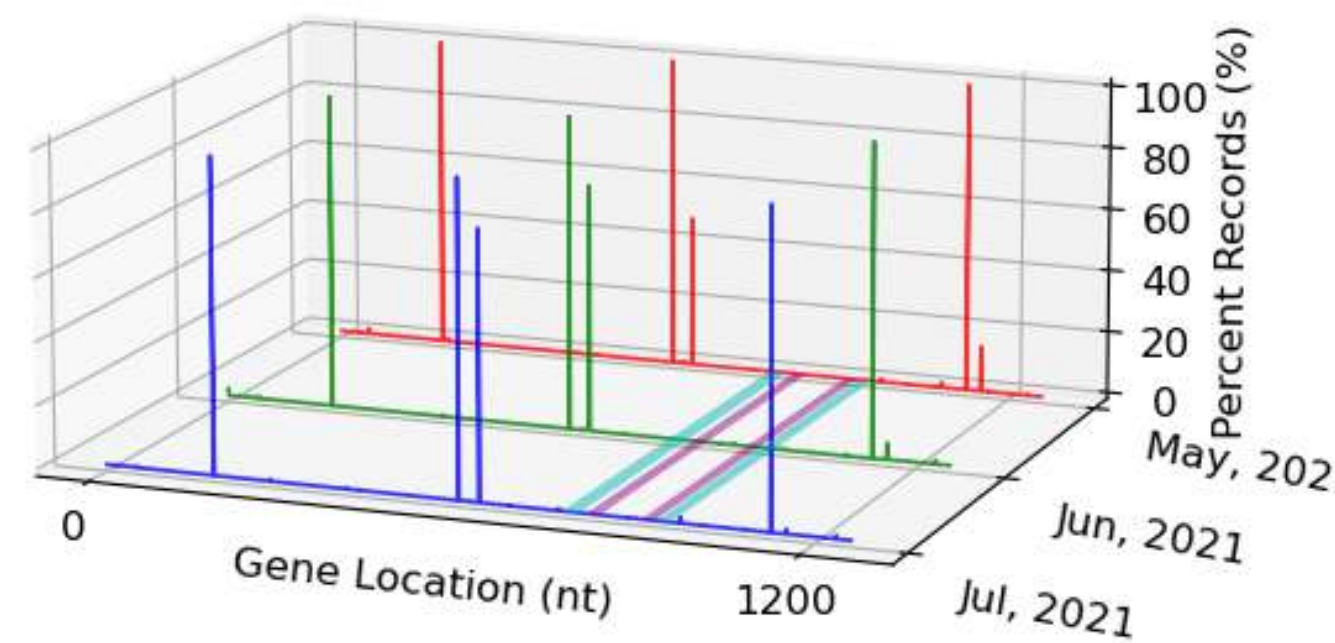 100
80
60
40
20
0
Percent Records (%)
May, 202
Jun, 2021
Jul, 2021
0
1200
Gene Location (nt)